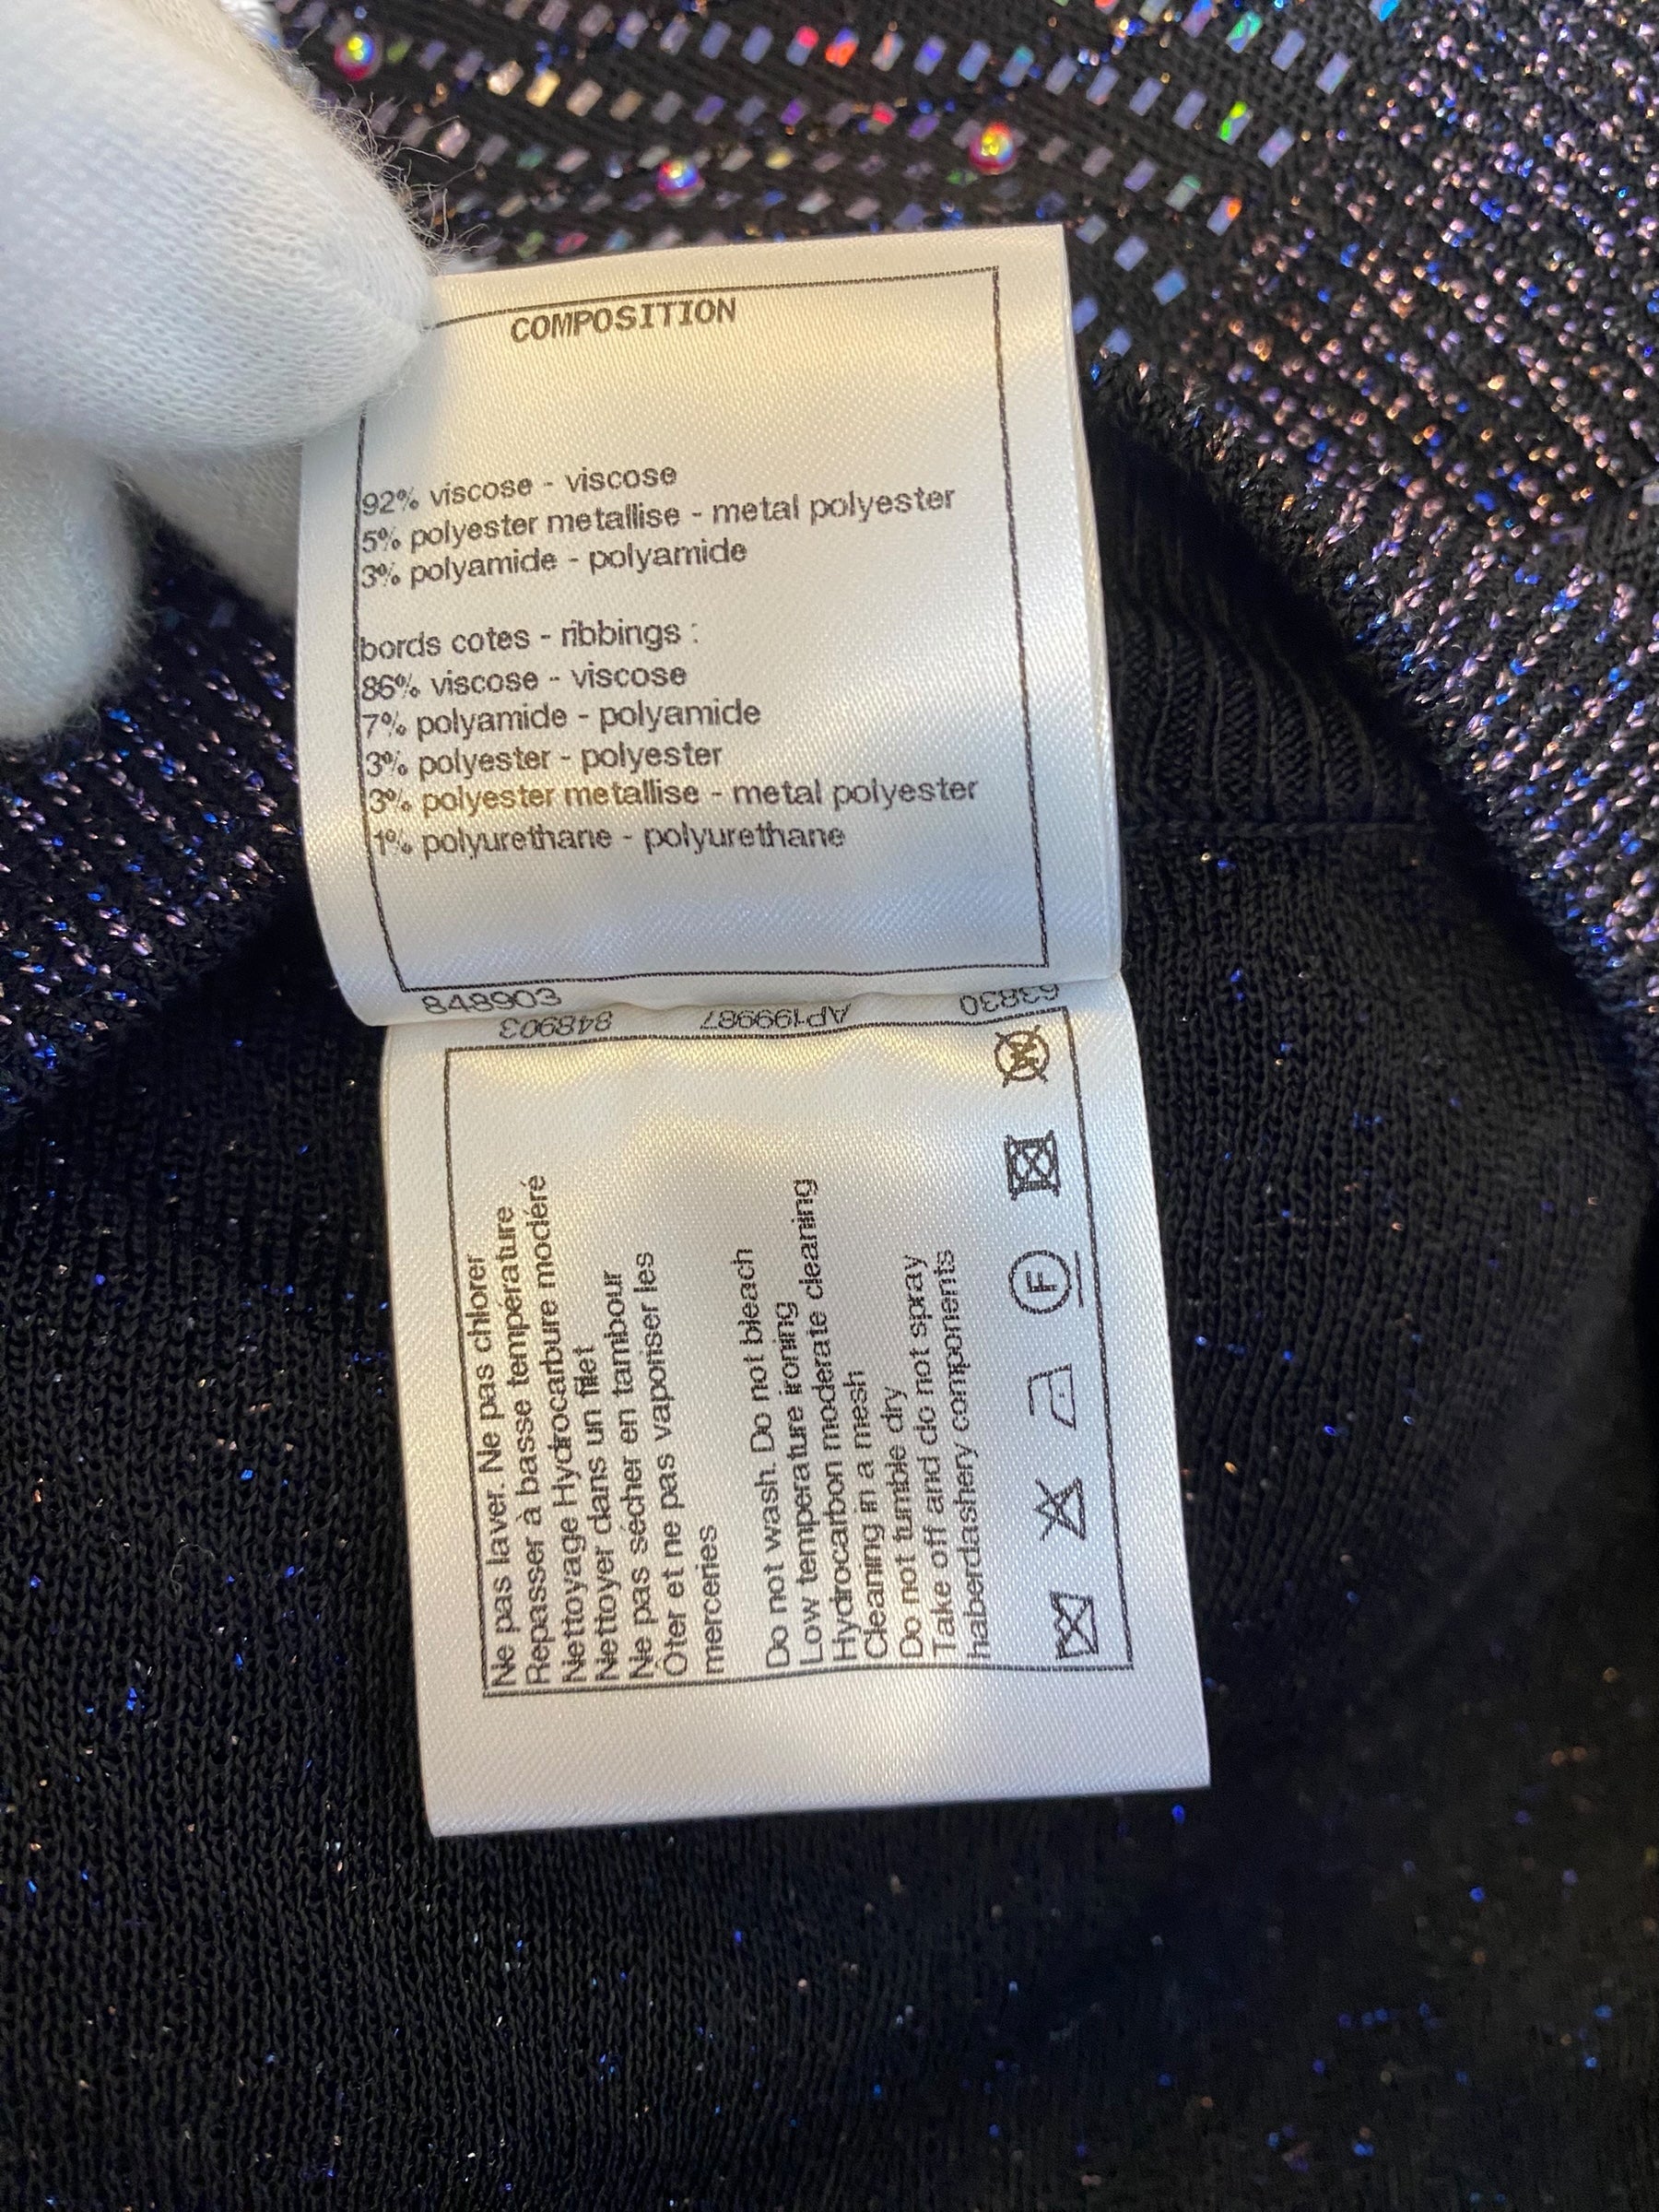 COMPOSITION
92% viscose - viscose
5% polyester metallise - metal polyester
3% polyamide - polyamide
bords cotes - ribbings :
86% viscose - viscose
7% polyamide - polyamide
3% polyester - polyester
3% polyester metallise - metal polyester
1% polyurethane - polyurethane
848903
63830 AP199987 848903
Ne pas laver. Ne pas chlorer
Repasser à basse température
Nettoyage Hydrocarbure modéré
Nettoyer dans un filet
Ne pas sécher en tambour
Ôter et ne pas vaporiser les
merceries
Do not wash. Do not bleach
Low temperature ironing
Hydrocarbon moderate cleaning
Cleaning in a mesh
Do not tumble dry
Take off and do not spray
haberdashery components
F
W